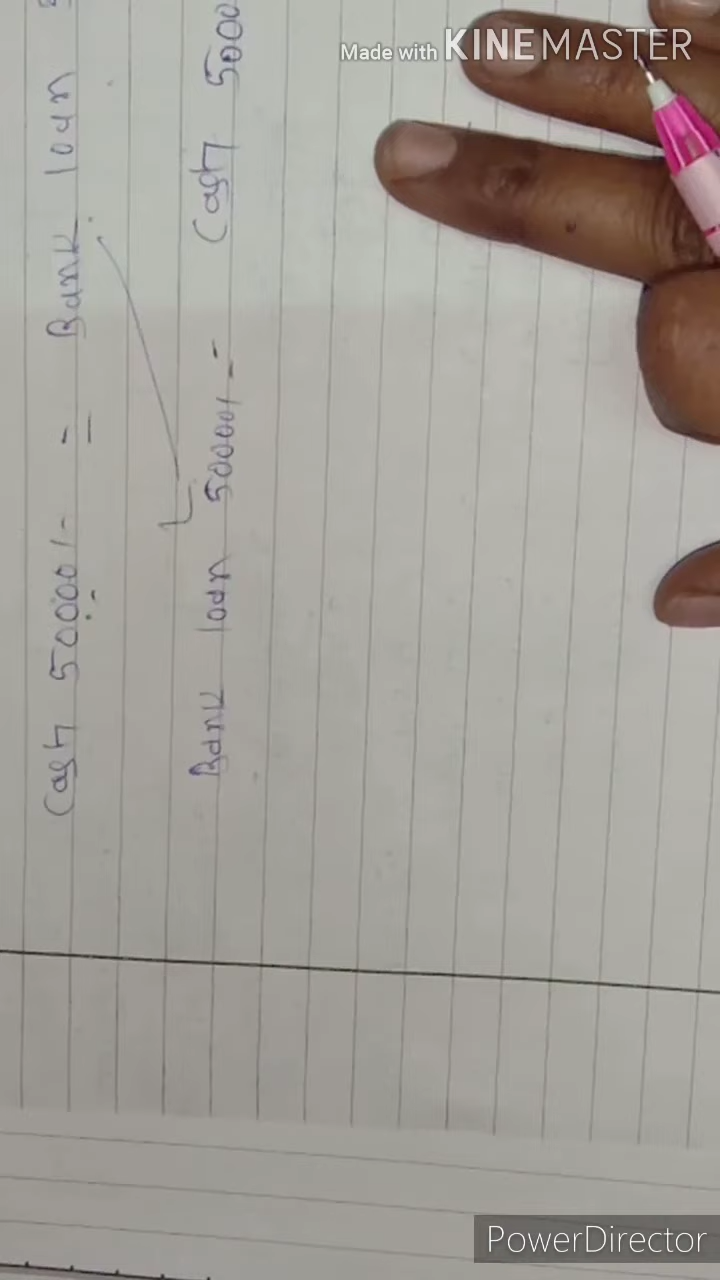 Made with KINEMASTER
Cash 50000/- = Bank loan
Bank loan 50000/- - Cash 5000
PowerDirector